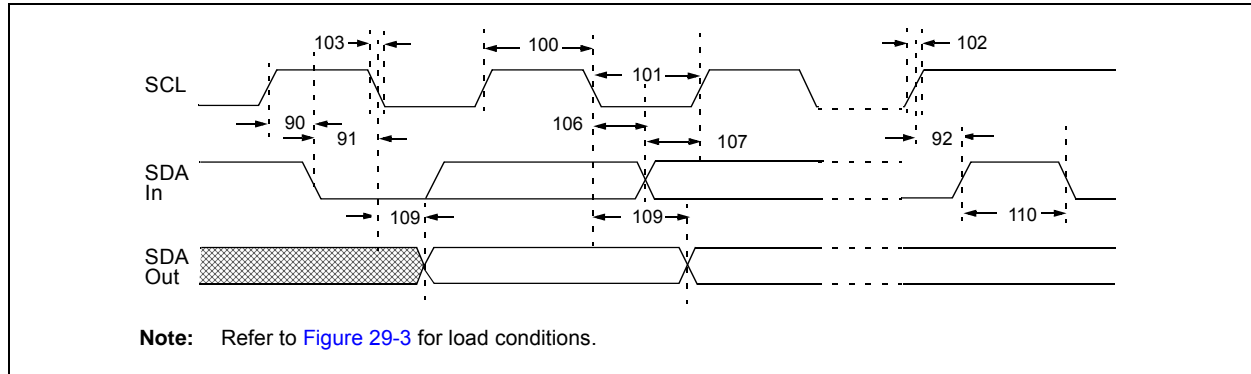 103 100 102
SCL 101
90 106
91 107 92
SDA
In
109 109 110
SDA
Out
Note: Refer to Figure 29-3 for load conditions.